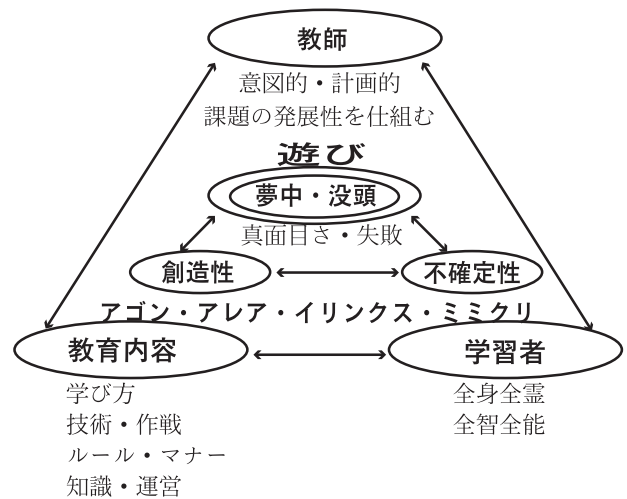 教師
意図的・計画的
課題の発展性を仕組む
遊び
夢中・没頭
真面目さ・失敗
創造性
不確定性
アゴン・アレア・イリンクス・ミミクリ
教育内容
学習者
学び方
技術・作戦
ルール・マナー
知識・運営
全身全霊
全智全能